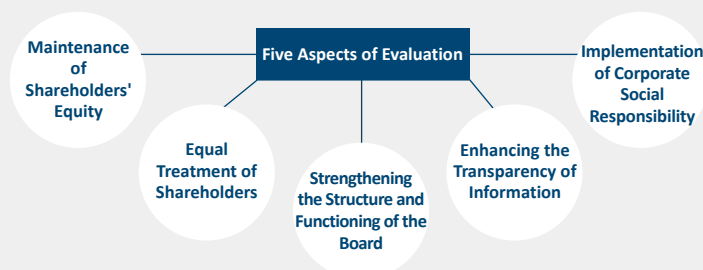 Five Aspects of Evaluation
Maintenance
of
Shareholders'
Equity
Equal
Treatment of
Shareholders
Strengthening
the Structure and
Functioning of the
Board
Enhancing the
Transparency of
Information
Implementation
of Corporate
Social
Responsibility